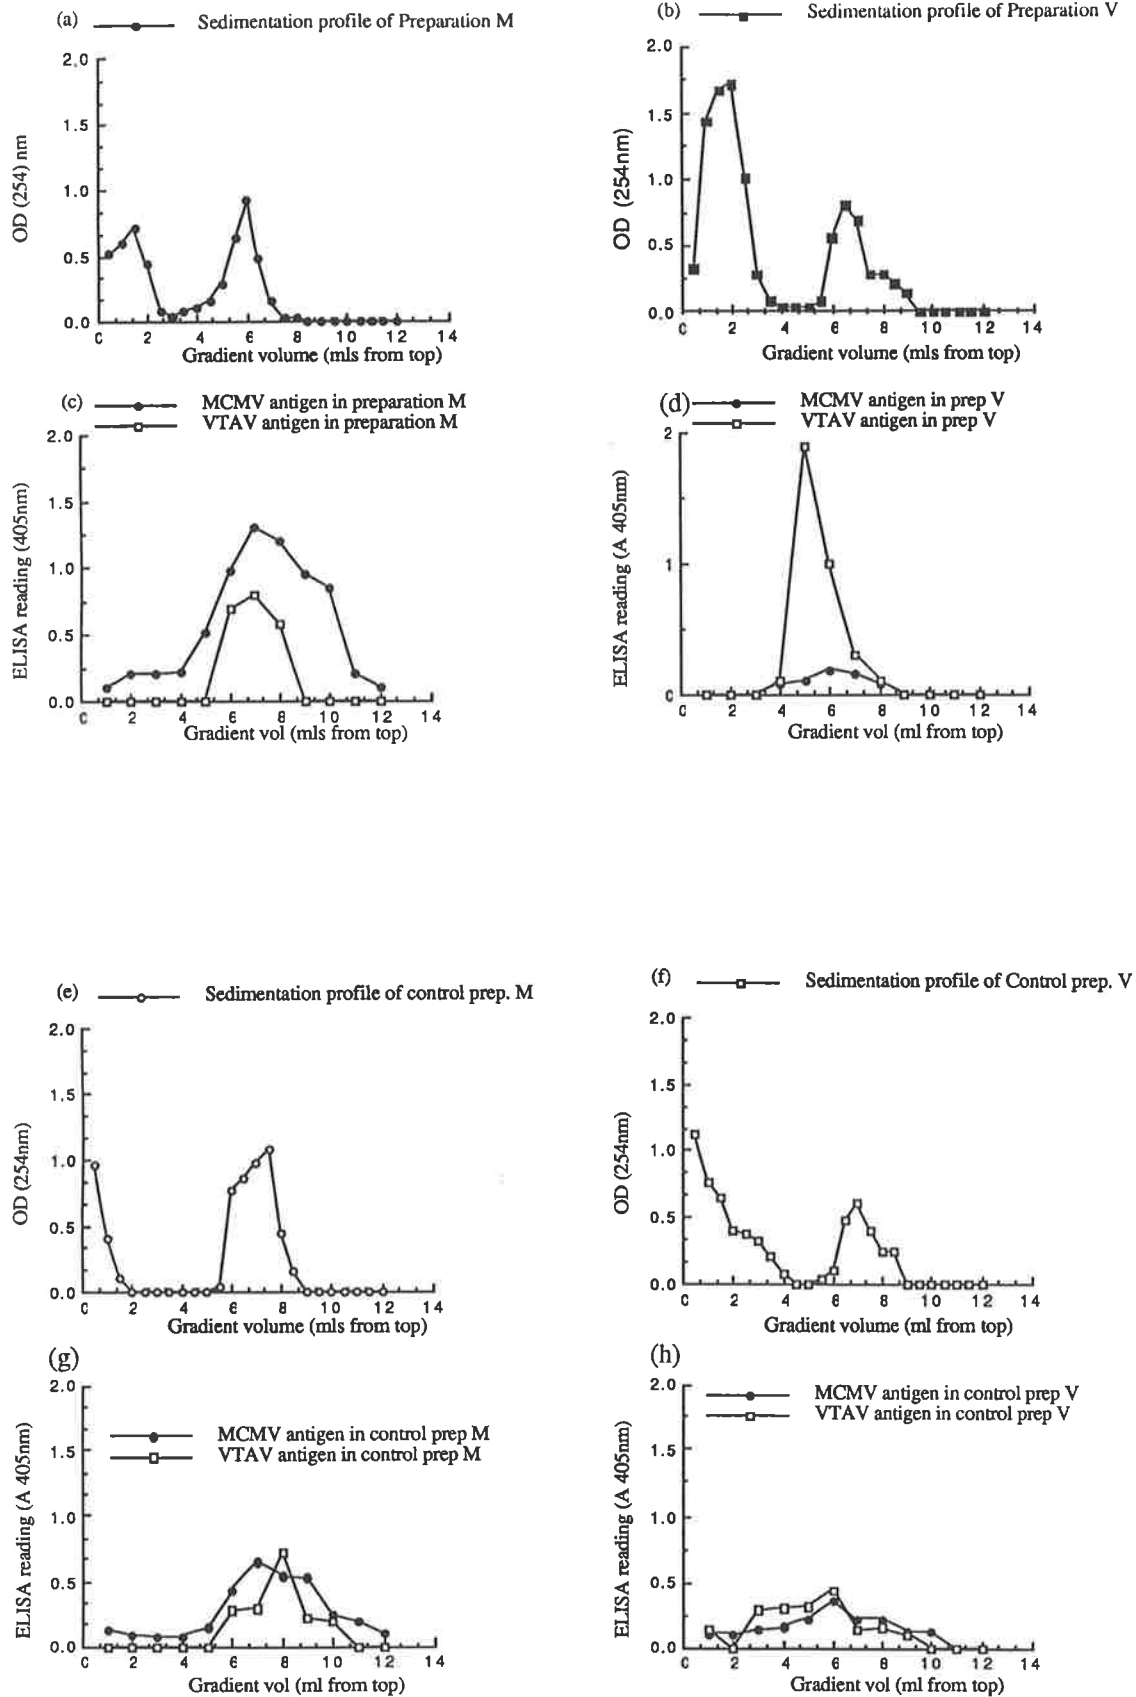 (a) Sedimentation profile of Preparation M
2.0
1.5
1.0
0.5
0.0
OD (254) nm
0 2 4 6 8 10 12 14
Gradient volume (mls from top)
(b) Sedimentation profile of Preparation V
2.0
1.5
1.0
0.5
0.0
OD (254nm)
0 2 4 6 8 10 12 14
Gradient volume (mls from top)
(c) MCMV antigen in preparation M
VTAV antigen in preparation M
2.0
1.5
1.0
0.5
0.0
ELISA reading (405nm)
0 2 4 6 8 10 12 14
Gradient vol (mls from top)
(d) MCMV antigen in prep V
VTAV antigen in prep V
2
1
0
ELISA reading (A 405nm)
0 2 4 6 8 10 12 14
Gradient vol (ml from top)
(e) Sedimentation profile of control prep. M
2.0
1.5
1.0
0.5
0.0
OD (254nm)
0 2 4 6 8 10 12 14
Gradient volume (mls from top)
(f) Sedimentation profile of Control prep. V
2.0
1.5
1.0
0.5
0.0
OD (254nm)
0 2 4 6 8 10 12 14
Gradient volume (ml from top)
(g)
2.0
MCMV antigen in control prep M
VTAV antigen in control prep M
1.5
1.0
0.5
0.0
ELISA reading (A 405nm)
0 2 4 6 8 10 12 14
Gradient vol (ml from top)
(h)
2.0
MCMV antigen in control prep V
VTAV antigen in control prep V
1.5
1.0
0.5
0.0
ELISA reading (A 405nm)
0 2 4 6 8 10 12 14
Gradient vol (ml from top)